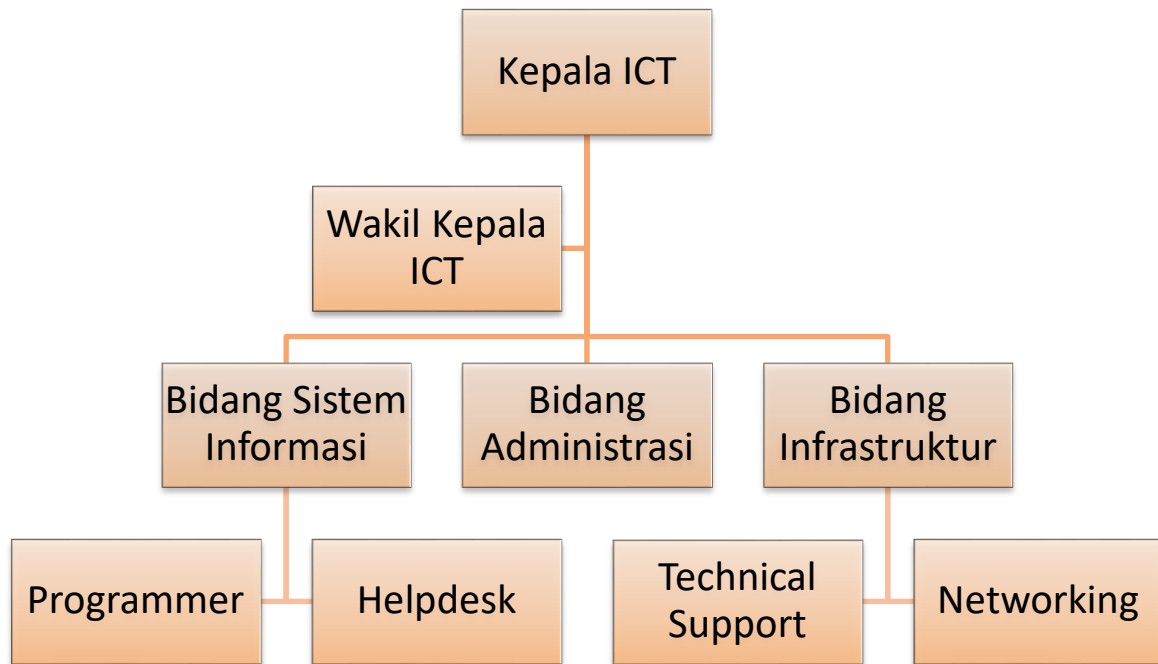 Kepala ICT
Wakil Kepala
ICT
Bidang Sistem
Informasi
Bidang
Administrasi
Bidang
Infrastruktur
Programmer
Helpdesk
Technical
Support
Networking